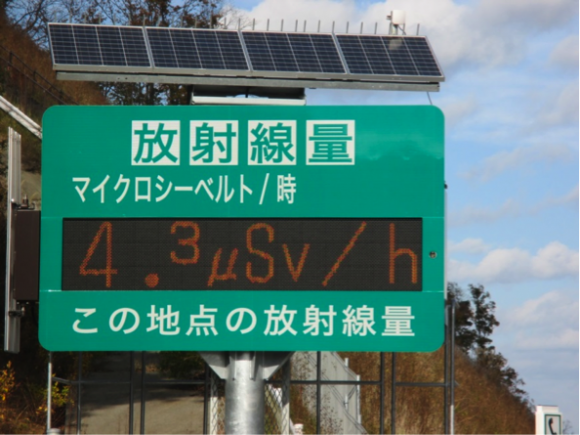 放射線量
マイクロシーベルト/時
4.3μSv/h
この地点の放射線量